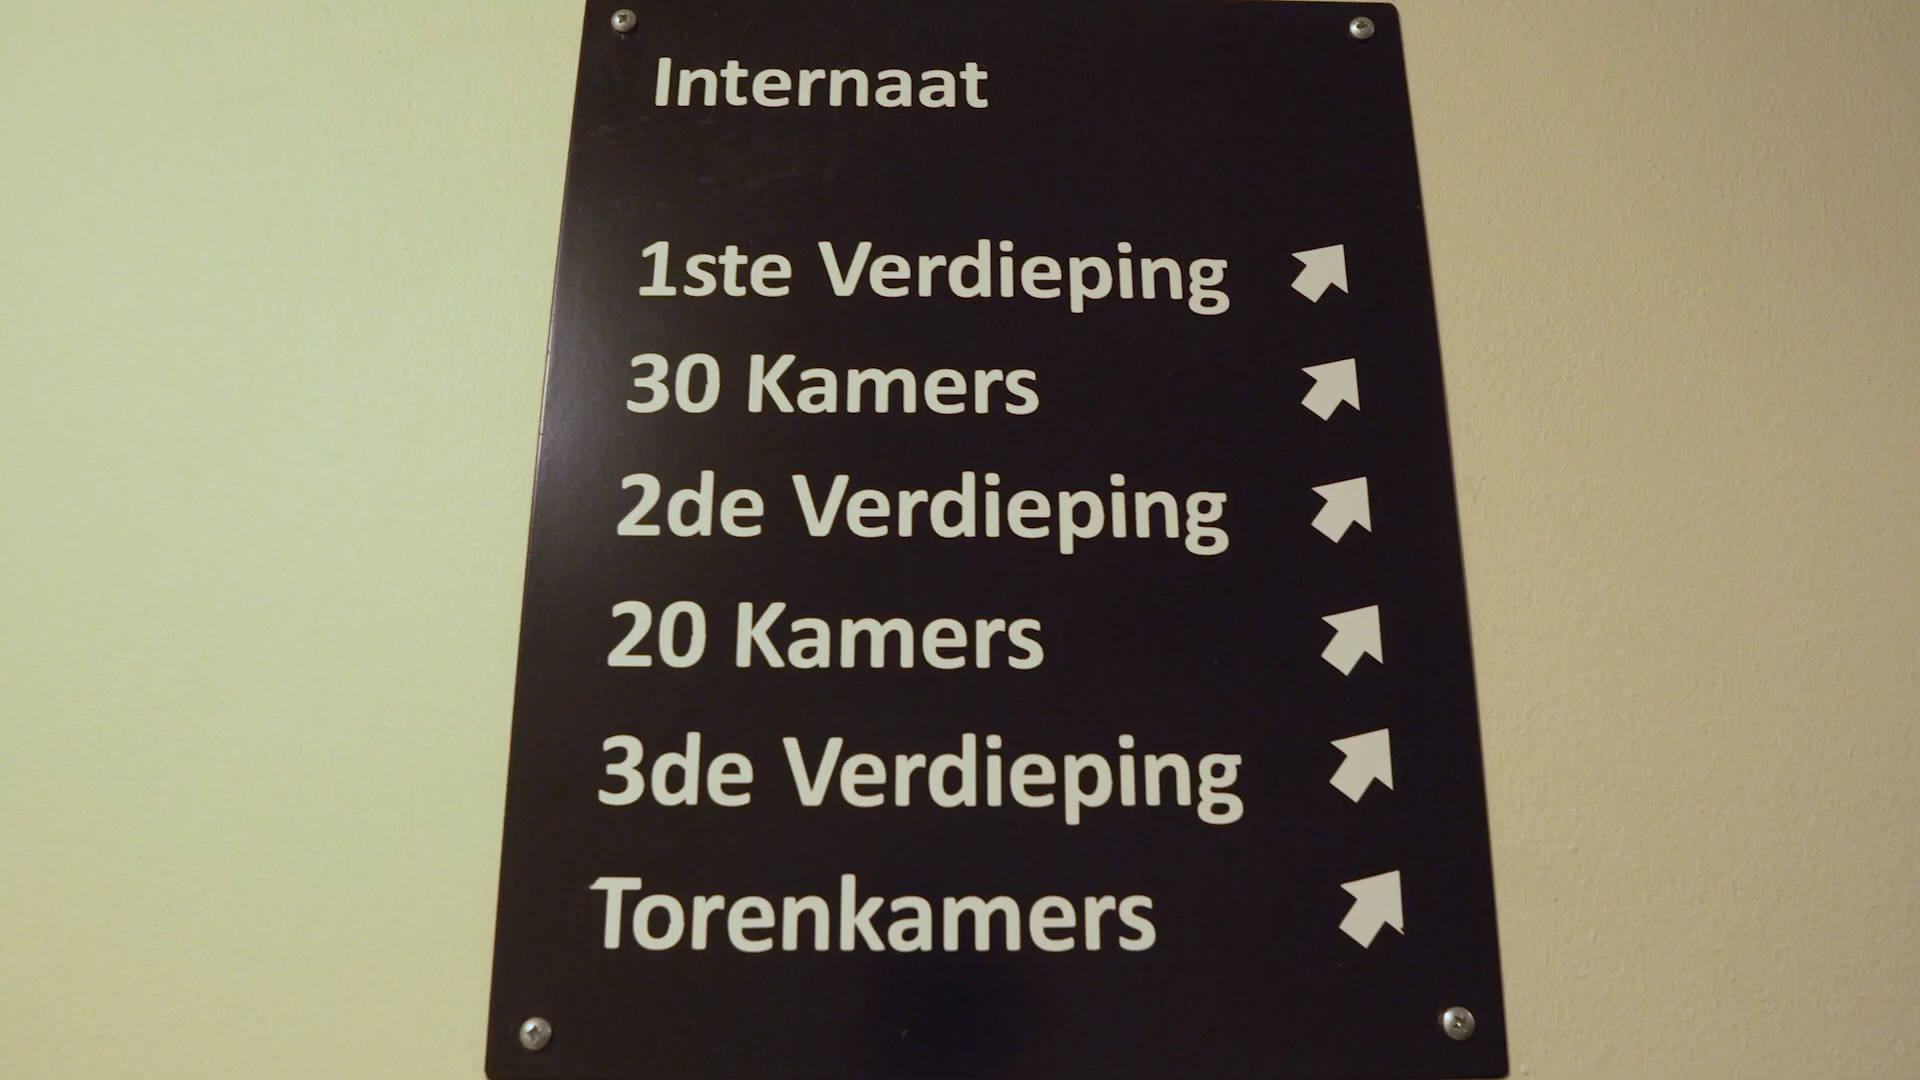 Internaat
1ste Verdieping
30 Kamers
2de Verdieping
20 Kamers
3de Verdieping
Torenkamers